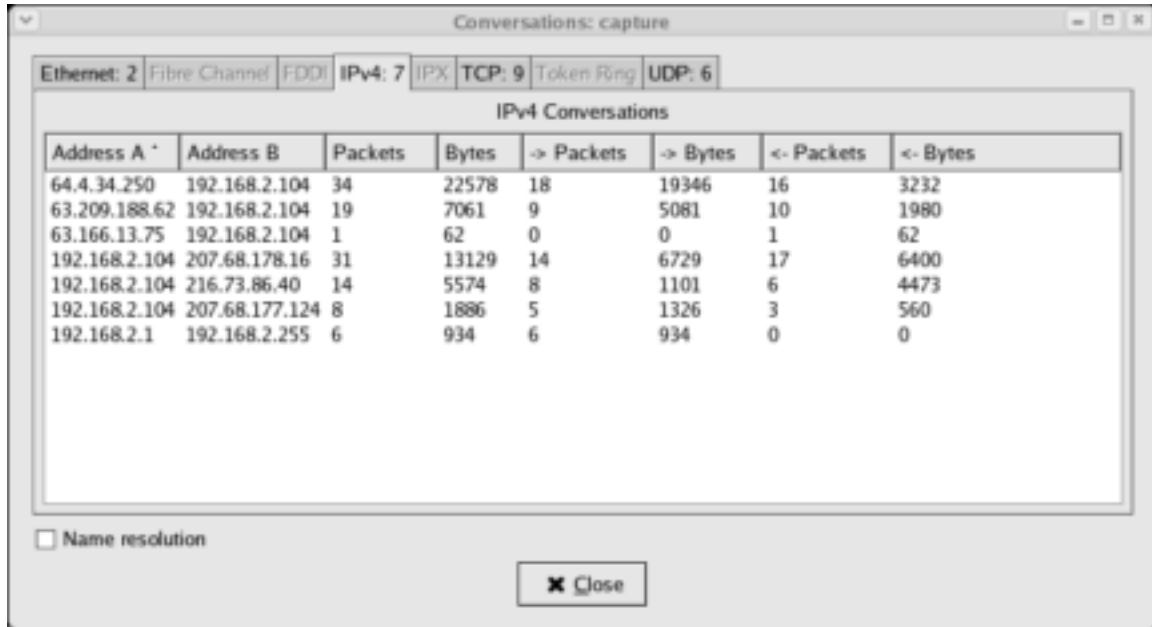 Conversations: capture
Ethernet: 2 Fibre Channel FDDI IPv4: 7 IPX TCP: 9 Token Ring UDP: 6
IPv4 Conversations
Address A Address B Packets Bytes -> Packets -> Bytes <- Packets <- Bytes
64.4.34.250 192.168.2.104 34 22578 18 19346 16 3232
63.209.188.62 192.168.2.104 19 7061 9 5081 10 1980
63.166.13.75 192.168.2.104 1 62 0 0 1 62
192.168.2.104 207.68.178.16 31 13129 14 6729 17 6400
192.168.2.104 216.73.86.40 14 5574 8 1101 6 4473
192.168.2.104 207.68.177.124 8 1886 5 1326 3 560
192.168.2.1 192.168.2.255 6 934 6 934 0 0
Name resolution
Close